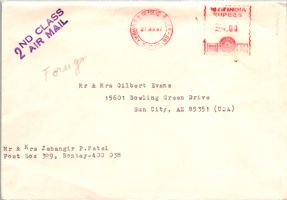 2ND CLASS
AIR MAIL
Foreign
Mr & Mrs Gilbert Evans
15601 Bowling Green Drive
Sun City, AZ 85351 (USA)
Mr & Mrs Jehangir P.Patel
Post Box 329, Bombay-400 038